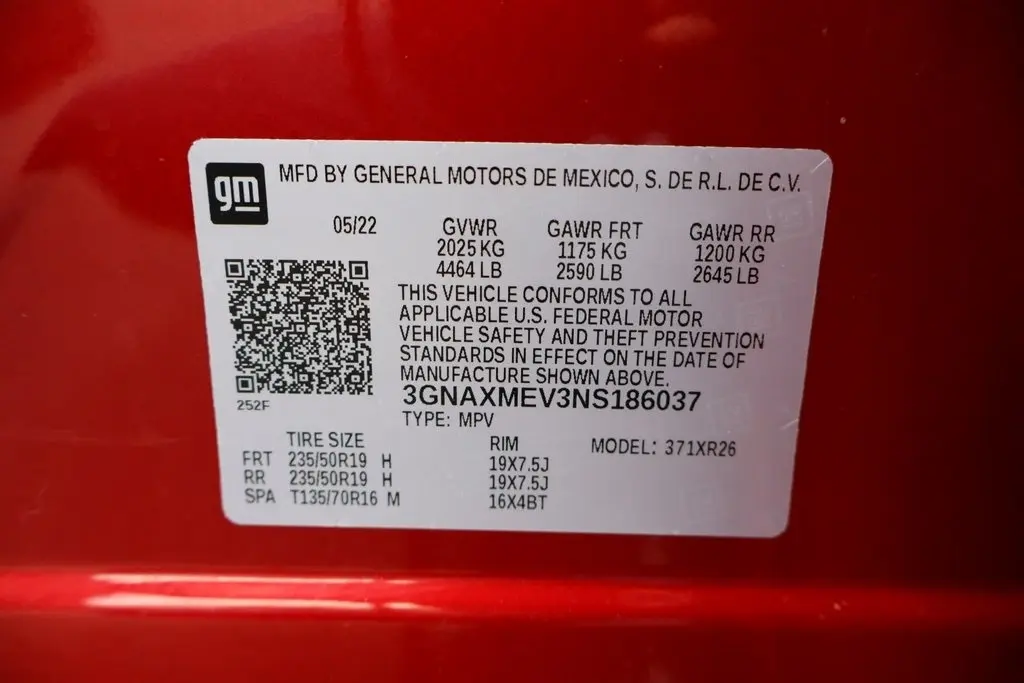 gm
MFD BY GENERAL MOTORS DE MEXICO, S. DE R.L. DE C.V.
05/22 GVWR GAWR FRT GAWR RR
2025 KG 1175 KG 1200 KG
4464 LB 2590 LB 2645 LB
THIS VEHICLE CONFORMS TO ALL
APPLICABLE U.S. FEDERAL MOTOR
VEHICLE SAFETY AND THEFT PREVENTION
STANDARDS IN EFFECT ON THE DATE OF
MANUFACTURE SHOWN ABOVE.
3GNAXMEV3NS186037
252F
TYPE: MPV
TIRE SIZE RIM MODEL: 371XR26
FRT 235/50R19 H 19X7.5J
RR 235/50R19 H 19X7.5J
SPA T135/70R16 M 16X4BT